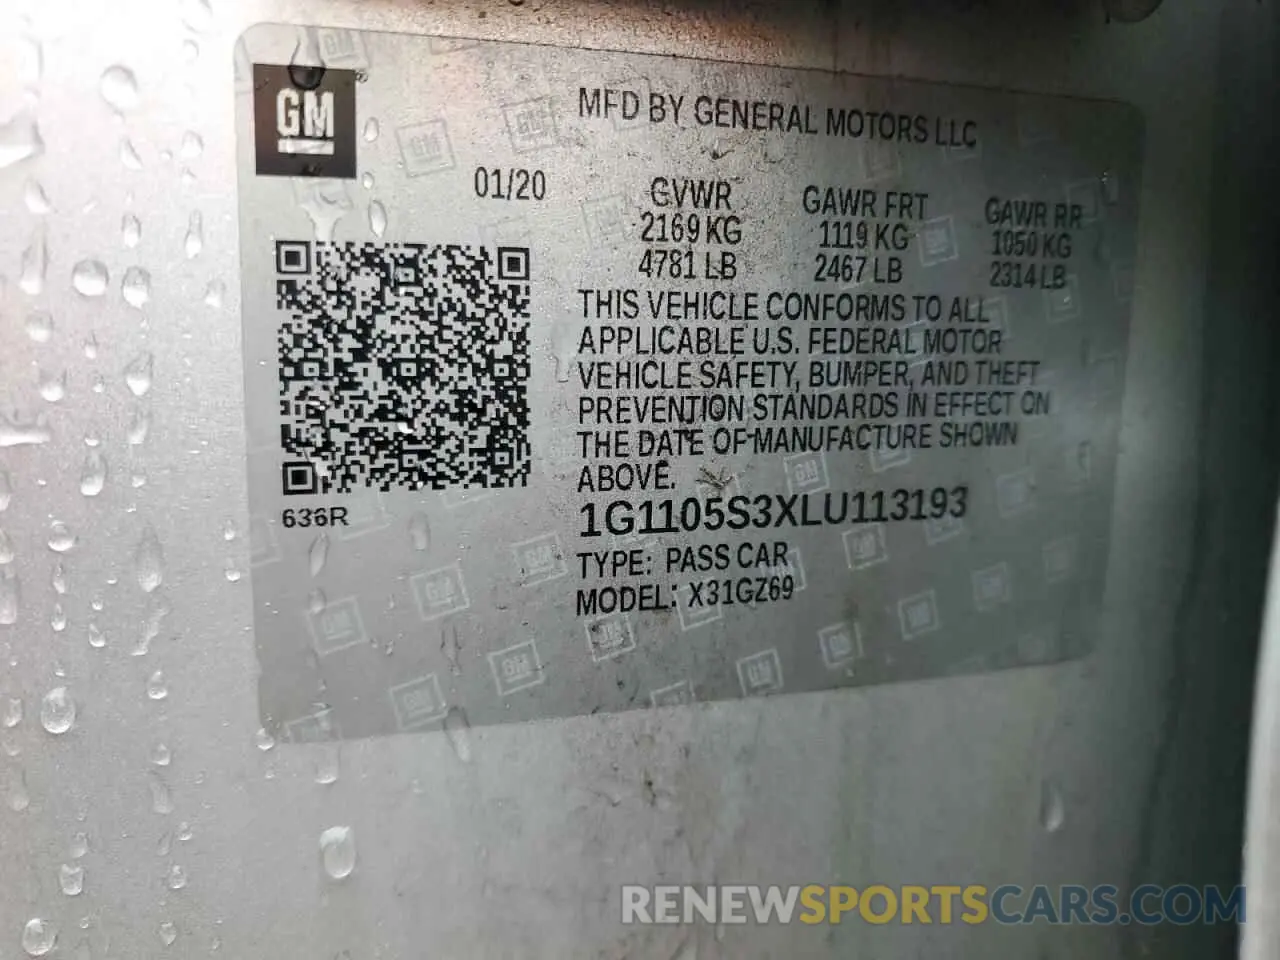 GM
MFD BY GENERAL MOTORS LLC
01/20
GVWR GAWR FRT GAWR RR
2169 KG 1119 KG 1050 KG
4781 LB 2467 LB 2314 LB
THIS VEHICLE CONFORMS TO ALL
APPLICABLE U.S. FEDERAL MOTOR
VEHICLE SAFETY, BUMPER, AND THEFT
PREVENTION STANDARDS IN EFFECT ON
THE DATE OF MANUFACTURE SHOWN
ABOVE.
636R
1G1105S3XLU113193
TYPE: PASS CAR
MODEL: X31GZ69
RENEWSPORTSCARS.COM